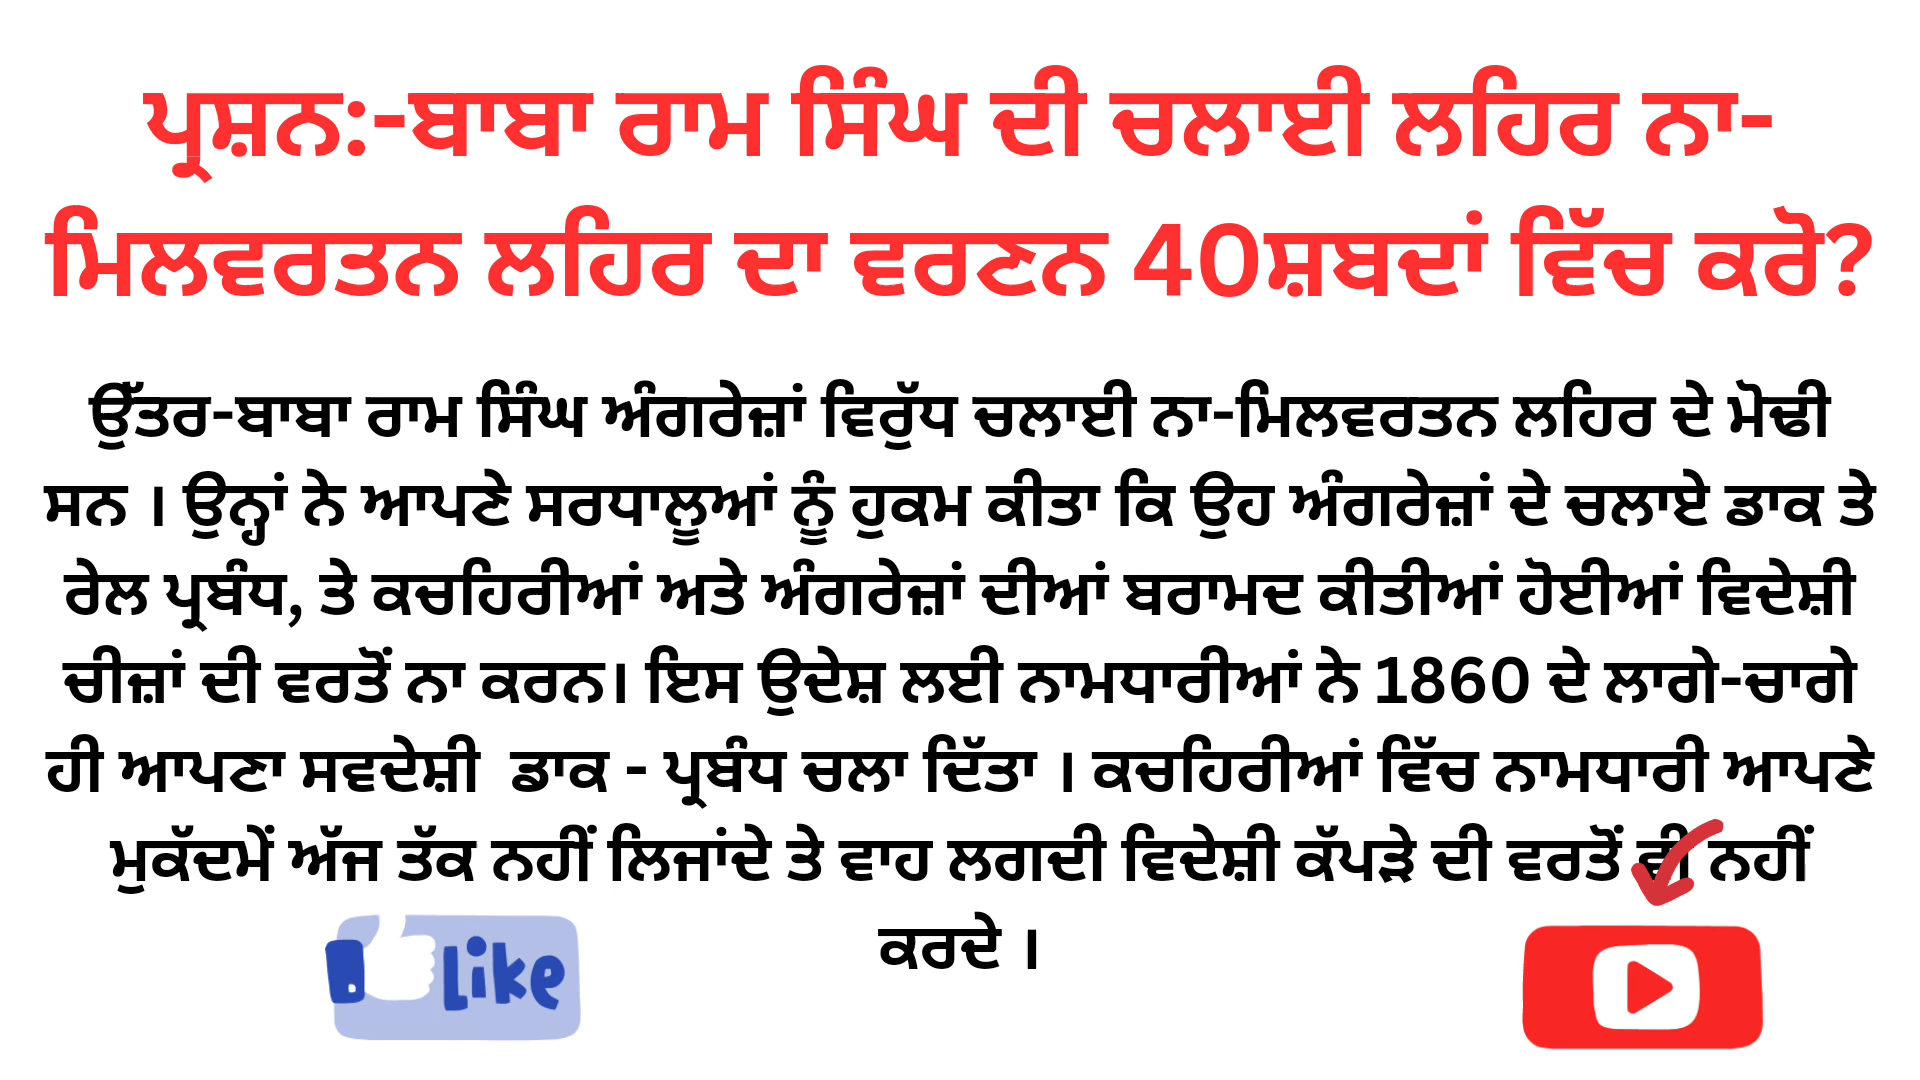 ਪ੍ਰਸ਼ਨ:-ਬਾਬਾ ਰਾਮ ਸਿੰਘ ਦੀ ਚਲਾਈ ਲਹਿਰ ਨਾ-
ਮਿਲਵਰਤਨ ਲਹਿਰ ਦਾ ਵਰਣਨ 40ਸ਼ਬਦਾਂ ਵਿੱਚ ਕਰੋ?
ਉੱਤਰ-ਬਾਬਾ ਰਾਮ ਸਿੰਘ ਅੰਗਰੇਜ਼ਾਂ ਵਿਰੁੱਧ ਚਲਾਈ ਨਾ-ਮਿਲਵਰਤਨ ਲਹਿਰ ਦੇ ਮੋਢੀ
ਸਨ । ਉਨ੍ਹਾਂ ਨੇ ਆਪਣੇ ਸਰਧਾਲੂਆਂ ਨੂੰ ਹੁਕਮ ਕੀਤਾ ਕਿ ਉਹ ਅੰਗਰੇਜ਼ਾਂ ਦੇ ਚਲਾਏ ਡਾਕ ਤੇ
ਰੇਲ ਪ੍ਰਬੰਧ, ਤੇ ਕਚਹਿਰੀਆਂ ਅਤੇ ਅੰਗਰੇਜ਼ਾਂ ਦੀਆਂ ਬਰਾਮਦ ਕੀਤੀਆਂ ਹੋਈਆਂ ਵਿਦੇਸ਼ੀ
ਚੀਜ਼ਾਂ ਦੀ ਵਰਤੋਂ ਨਾ ਕਰਨ। ਇਸ ਉਦੇਸ਼ ਲਈ ਨਾਮਧਾਰੀਆਂ ਨੇ 1860 ਦੇ ਲਾਗੇ-ਚਾਗੇ
ਹੀ ਆਪਣਾ ਸਵਦੇਸ਼ੀ ਡਾਕ - ਪ੍ਰਬੰਧ ਚਲਾ ਦਿੱਤਾ । ਕਚਹਿਰੀਆਂ ਵਿੱਚ ਨਾਮਧਾਰੀ ਆਪਣੇ
ਮੁਕੱਦਮੇਂ ਅੱਜ ਤੱਕ ਨਹੀਂ ਲਿਜਾਂਦੇ ਤੇ ਵਾਹ ਲਗਦੀ ਵਿਦੇਸ਼ੀ ਕੱਪੜੇ ਦੀ ਵਰਤੋਂ ਵੀ ਨਹੀਂ
ਕਰਦੇ ।
Like